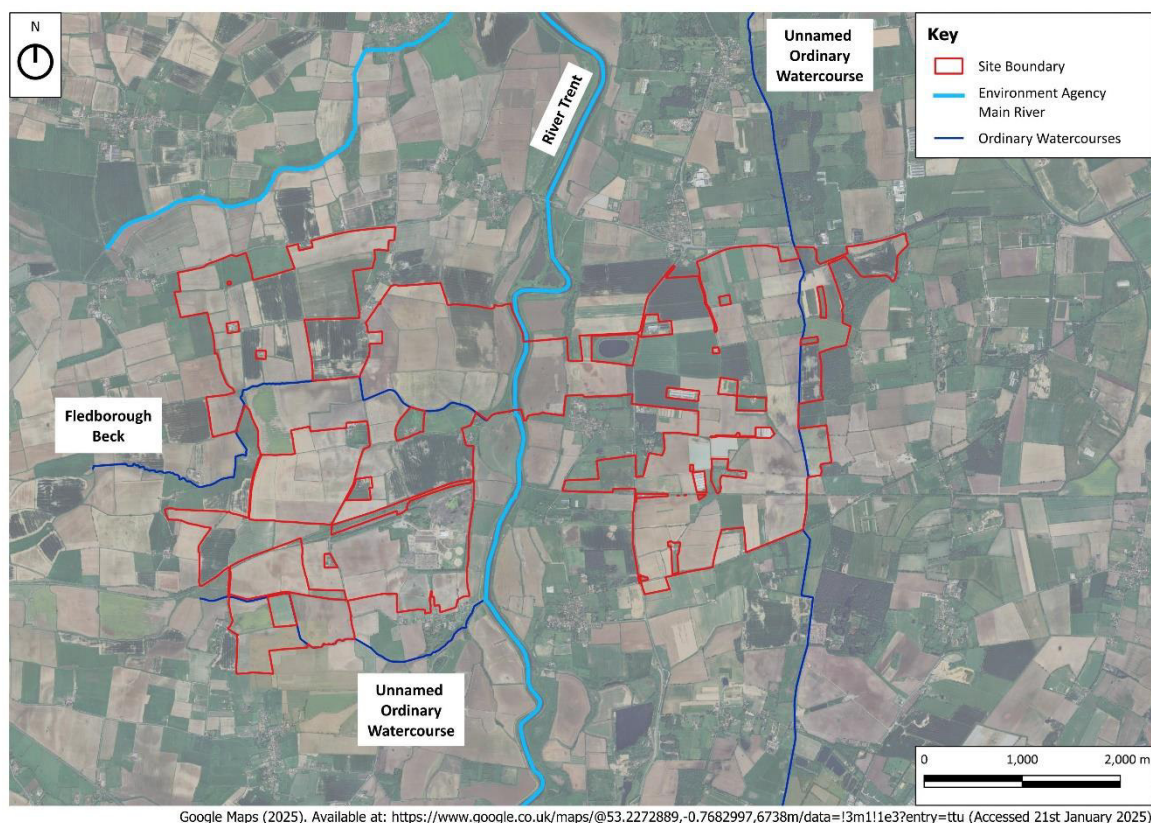 N
Unnamed
Ordinary
Watercourse
Key
Site Boundary
Environment Agency
Main River
Ordinary Watercourses
River Trent
Fledborough
Beck
Unnamed
Ordinary
Watercourse
0 1,000 2,000 m
Google Maps (2025). Available at: https://www.google.co.uk/maps/@53.2272889,-0.7682997,6738m/data=!3m1!1e3?entry=ttu (Accessed 21st January 2025)